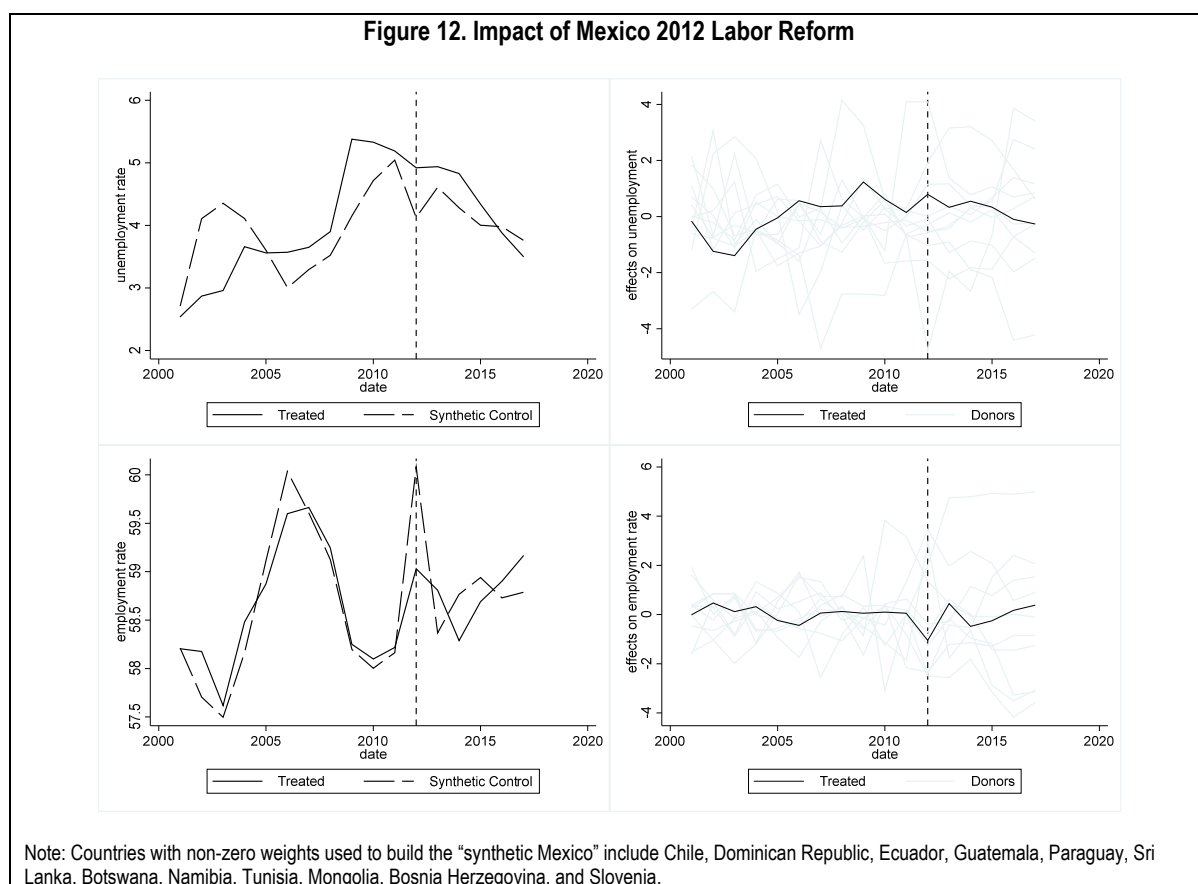 Figure 12. Impact of Mexico 2012 Labor Reform
unemployment rate
6
5
4
3
2
2000 2005 2010 2015 2020
date
Treated Synthetic Control
effects on unemployment
4
2
0
-2
-4
2000 2005 2010 2015 2020
date
Treated Donors
employment rate
60
59.5
59
58.5
58
57.5
2000 2005 2010 2015 2020
date
Treated Synthetic Control
effects on employment rate
6
4
2
0
-2
-4
2000 2005 2010 2015 2020
date
Treated Donors
Note: Countries with non-zero weights used to build the “synthetic Mexico” include Chile, Dominican Republic, Ecuador, Guatemala, Paraguay, Sri
Lanka, Botswana, Namibia, Tunisia, Mongolia, Bosnia Herzegovina, and Slovenia.